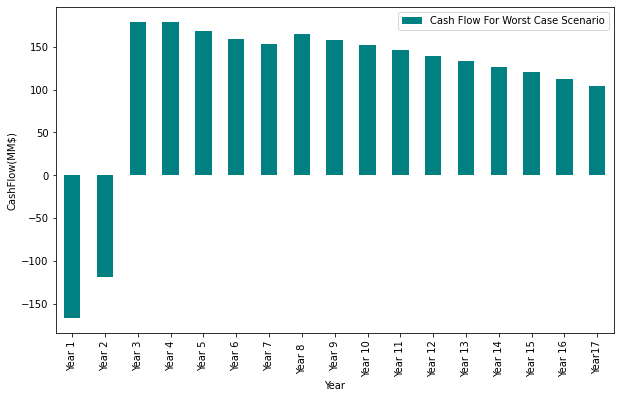 Cash Flow For Worst Case Scenario
CashFlow(MM$)
150
100
50
0
−50
−100
−150
Year 1
Year 2
Year 3
Year 4
Year 5
Year 6
Year 7
Year 8
Year 9
Year 10
Year 11
Year 12
Year 13
Year 14
Year 15
Year 16
Year17
Year